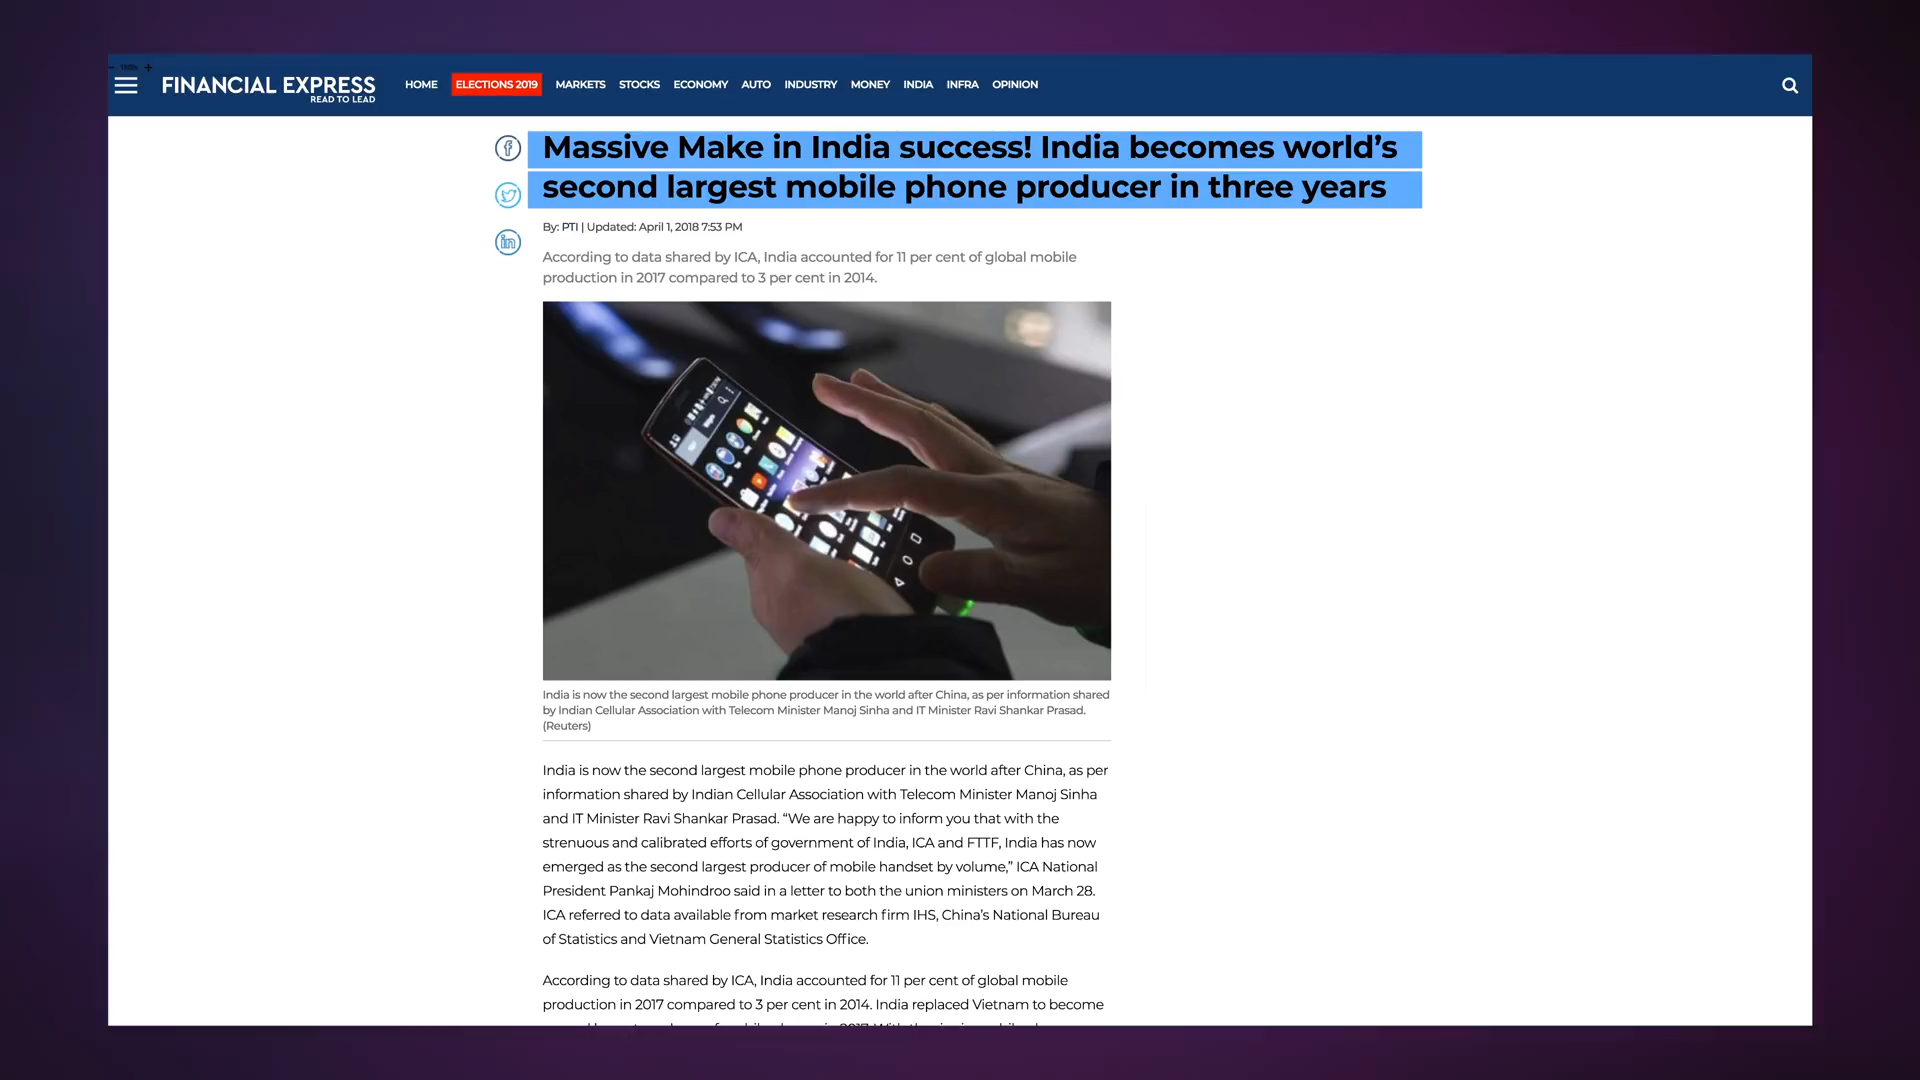 FINANCIAL EXPRESS
READ TO LEAD
HOME ELECTIONS 2019 MARKETS STOCKS ECONOMY AUTO INDUSTRY MONEY INDIA INFRA OPINION
Massive Make in India success! India becomes world’s
second largest mobile phone producer in three years
By: PTI | Updated: April 1, 2018 7:53 PM
According to data shared by ICA, India accounted for 11 per cent of global mobile
production in 2017 compared to 3 per cent in 2014.
India is now the second largest mobile phone producer in the world after China, as per information shared
by Indian Cellular Association with Telecom Minister Manoj Sinha and IT Minister Ravi Shankar Prasad.
(Reuters)
India is now the second largest mobile phone producer in the world after China, as per
information shared by Indian Cellular Association with Telecom Minister Manoj Sinha
and IT Minister Ravi Shankar Prasad. “We are happy to inform you that with the
strenuous and calibrated efforts of government of India, ICA and FTTF, India has now
emerged as the second largest producer of mobile handset by volume,” ICA National
President Pankaj Mohindroo said in a letter to both the union ministers on March 28.
ICA referred to data available from market research firm IHS, China’s National Bureau
of Statistics and Vietnam General Statistics Office.
According to data shared by ICA, India accounted for 11 per cent of global mobile
production in 2017 compared to 3 per cent in 2014. India replaced Vietnam to become